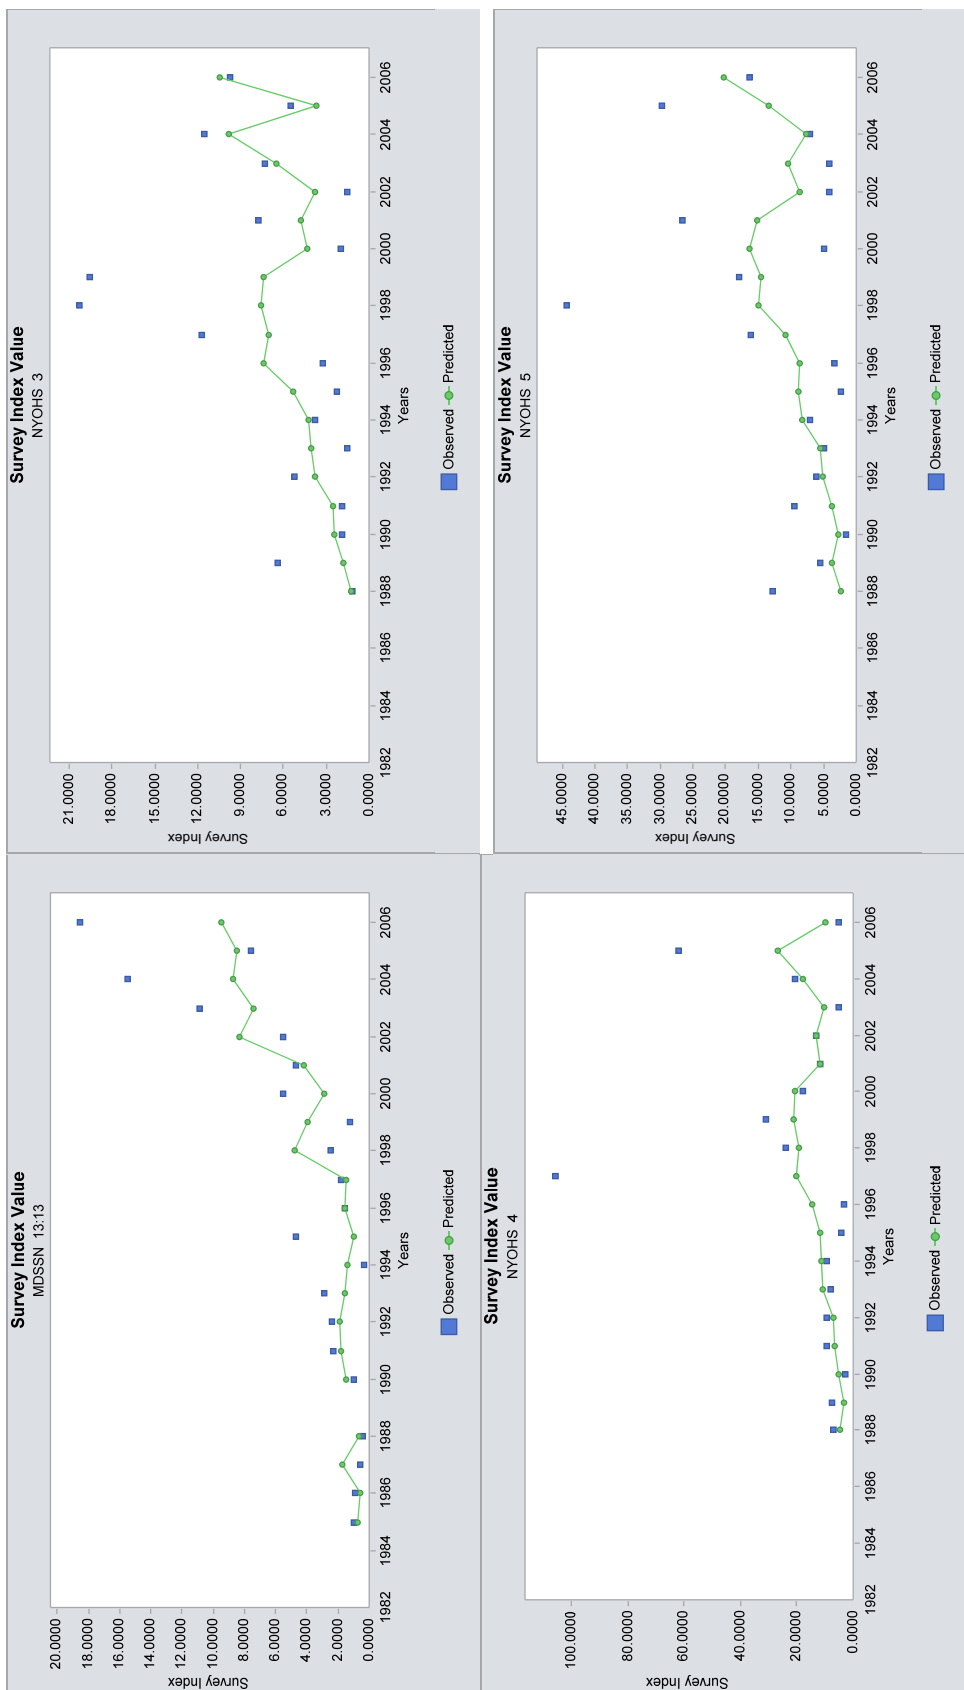 Survey Index Value
MDSSN 13:13
20.0000
18.0000
16.0000
14.0000
12.0000
10.0000
8.0000
6.0000
4.0000
2.0000
0.0000
Survey Index
1982 1984 1986 1988 1990 1992 1994 1996 1998 2000 2002 2004 2006
Years
Observed Predicted
Survey Index Value
NYOHS 3
21.0000
18.0000
15.0000
12.0000
9.0000
6.0000
3.0000
0.0000
Survey Index
1982 1984 1986 1988 1990 1992 1994 1996 1998 2000 2002 2004 2006
Years
Observed Predicted
Survey Index Value
NYOHS 4
100.0000
80.0000
60.0000
40.0000
20.0000
0.0000
Survey Index
1982 1984 1986 1988 1990 1992 1994 1996 1998 2000 2002 2004 2006
Years
Observed Predicted
Survey Index Value
NYOHS 5
45.0000
40.0000
35.0000
30.0000
25.0000
20.0000
15.0000
10.0000
5.0000
0.0000
Survey Index
1982 1984 1986 1988 1990 1992 1994 1996 1998 2000 2002 2004 2006
Years
Observed Predicted